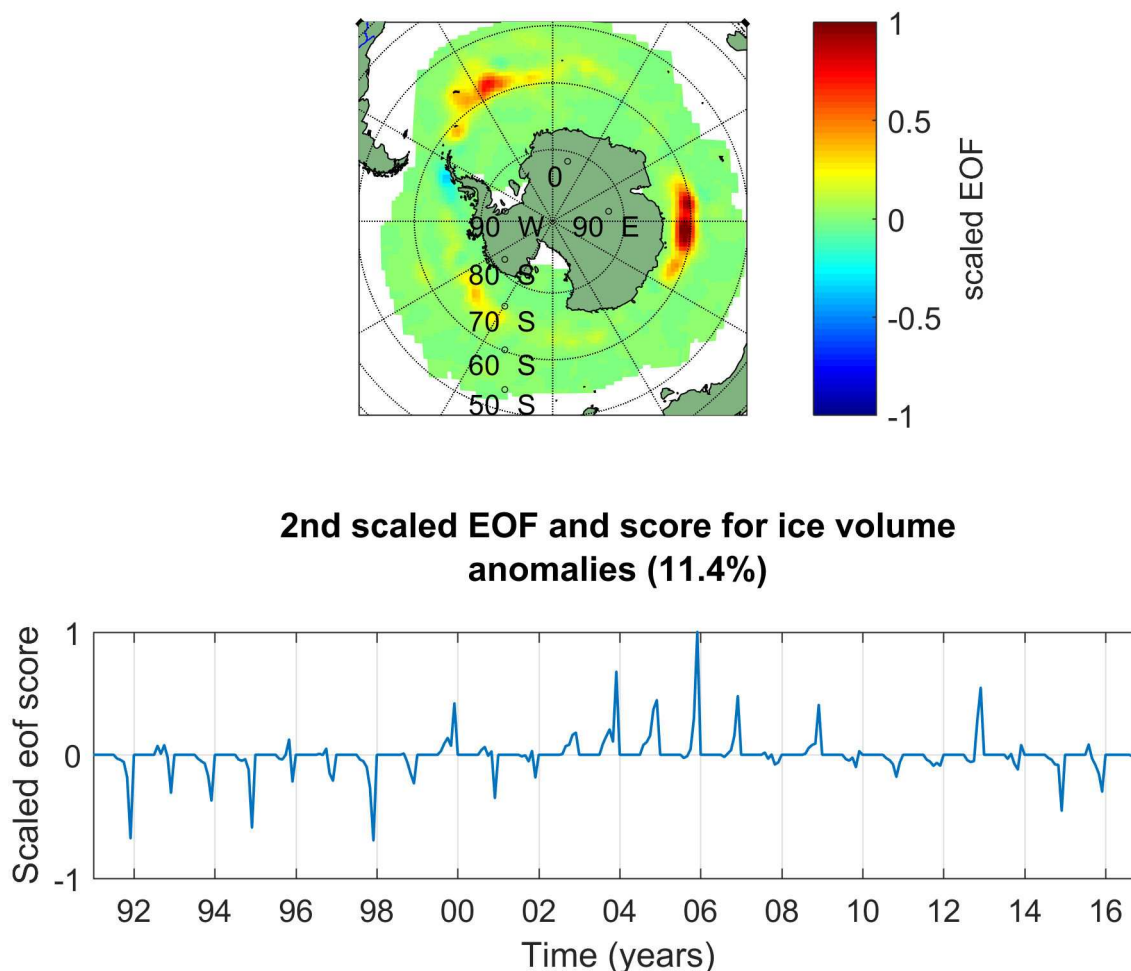 1
0.5
0
-0.5
-1
scaled EOF
0
90 W 90 E
80 S
70 S
60 S
50 S
2nd scaled EOF and score for ice volume
anomalies (11.4%)
Scaled eof score
1
0
-1
92 94 96 98 00 02 04 06 08 10 12 14 16
Time (years)